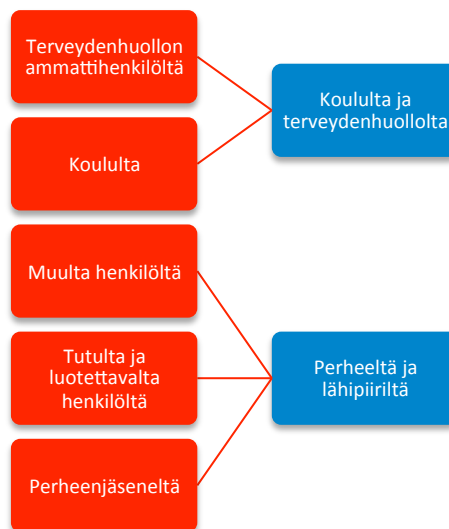 Terveydenhuollon
ammattihenkilöltä
Koululta ja
terveydenhuollolta
Koululta
Muulta henkilöltä
Tutulta ja
luotettavalta
henkilöltä
Perheeltä ja
lähipiiriltä
Perheenjäseneltä